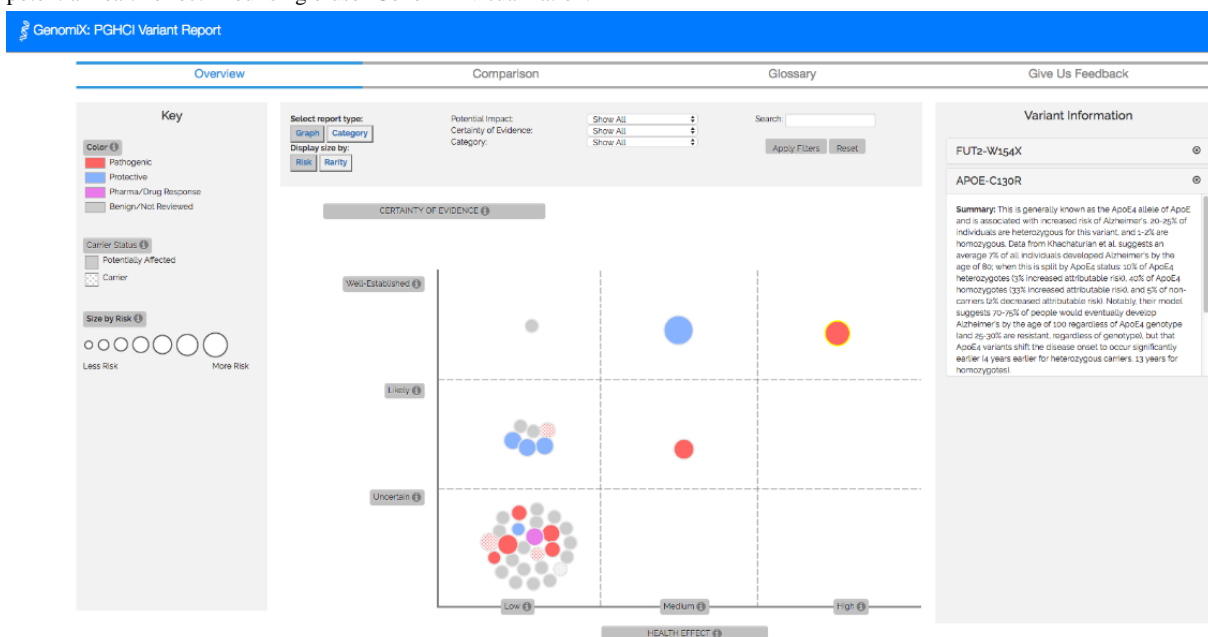 GenomiX: PGHCI Variant Report
Overview
Comparison
Glossary
Give Us Feedback
Key
Color
Pathogenic
Protective
Pharma/Drug Response
Benign/Not Reviewed
Carrier Status
Potentially Affected
Carrier
Size by Risk
Less Risk
More Risk
Select report type:
Graph
Category
Display size by:
Risk
Rarity
Potential Impact:
Show All
Certainty of Evidence:
Show All
Category:
Show All
Search:
Apply Filters
Reset
CERTAINTY OF EVIDENCE
Well-Established
Likely
Uncertain
Low
Medium
High
HEALTH EFFECT
Variant Information
FUT2-W154X
APOE-C130R
Summary: This is generally known as the ApoE4 allele of ApoE
and is associated with increased risk of Alzheimer's. 20-25% of
individuals are heterozygous for this variant, and 1-2% are
homozygous. Data from Khachaturian et al. suggests an
average 7% of all individuals developed Alzheimer's by the
age of 80; when this is split by ApoE4 status: 10% of ApoE4
heterozygotes (3% increased attributable risk), 40% of ApoE4
homozygotes (33% increased attributable risk), and 5% of non-
carriers (2% decreased attributable risk). Notably, their model
suggests 70-75% of people would eventually develop
Alzheimer's by the age of 100 regardless of ApoE4 genotype
(and 25-30% are resistant, regardless of genotype), but that
ApoE4 variants shift the disease onset to occur significantly
earlier (4 years earlier for heterozygous carriers, 13 years for
homozygotes).